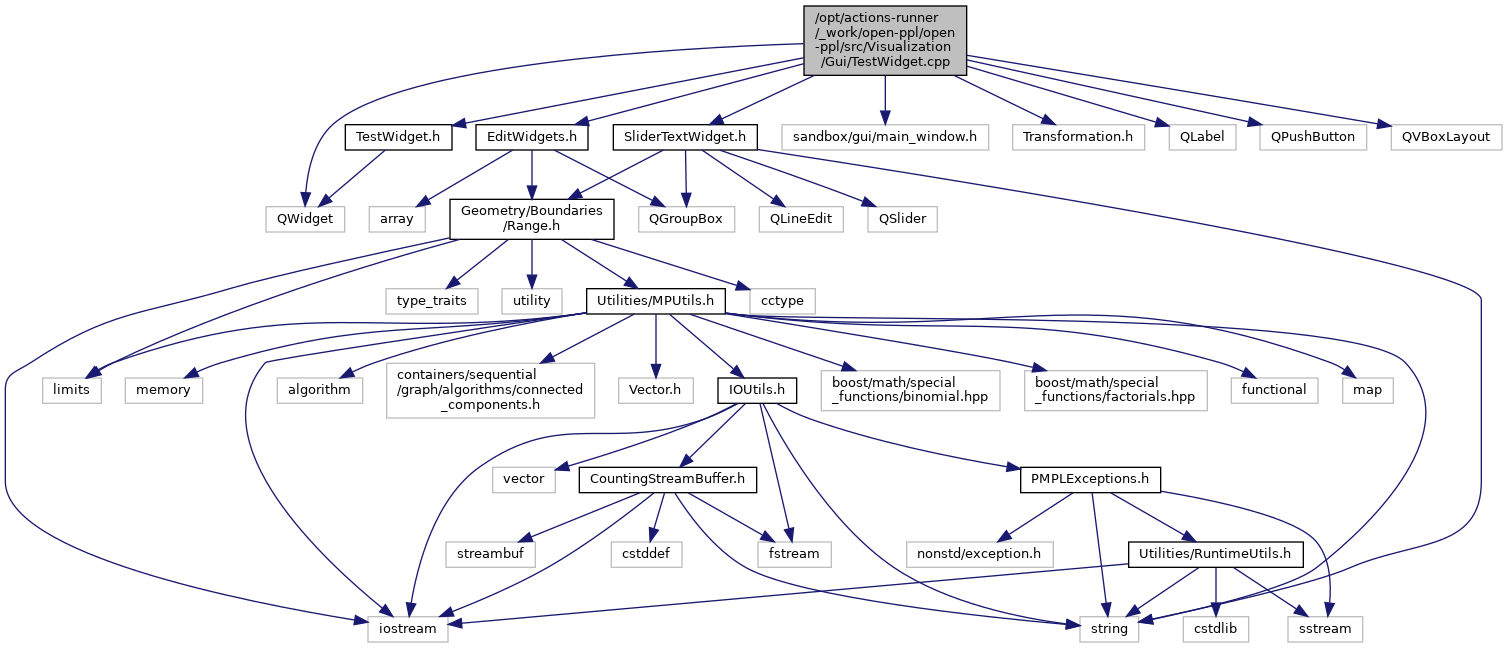 /opt/actions-runner
/_work/open-ppl/open
-ppl/src/Visualization
/Gui/TestWidget.cpp
TestWidget.h
EditWidgets.h
SliderTextWidget.h
sandbox/gui/main_window.h
Transformation.h
QLabel
QPushButton
QVBoxLayout
QWidget
array
Geometry/Boundaries
/Range.h
QGroupBox
QLineEdit
QSlider
type_traits
utility
Utilities/MPUtils.h
cctype
limits
memory
algorithm
containers/sequential
/graph/algorithms/connected
_components.h
Vector.h
IOUtils.h
boost/math/special
_functions/binomial.hpp
boost/math/special
_functions/factorials.hpp
functional
map
vector
CountingStreamBuffer.h
PMPLExceptions.h
streambuf
cstddef
fstream
nonstd/exception.h
Utilities/RuntimeUtils.h
iostream
string
cstdlib
sstream